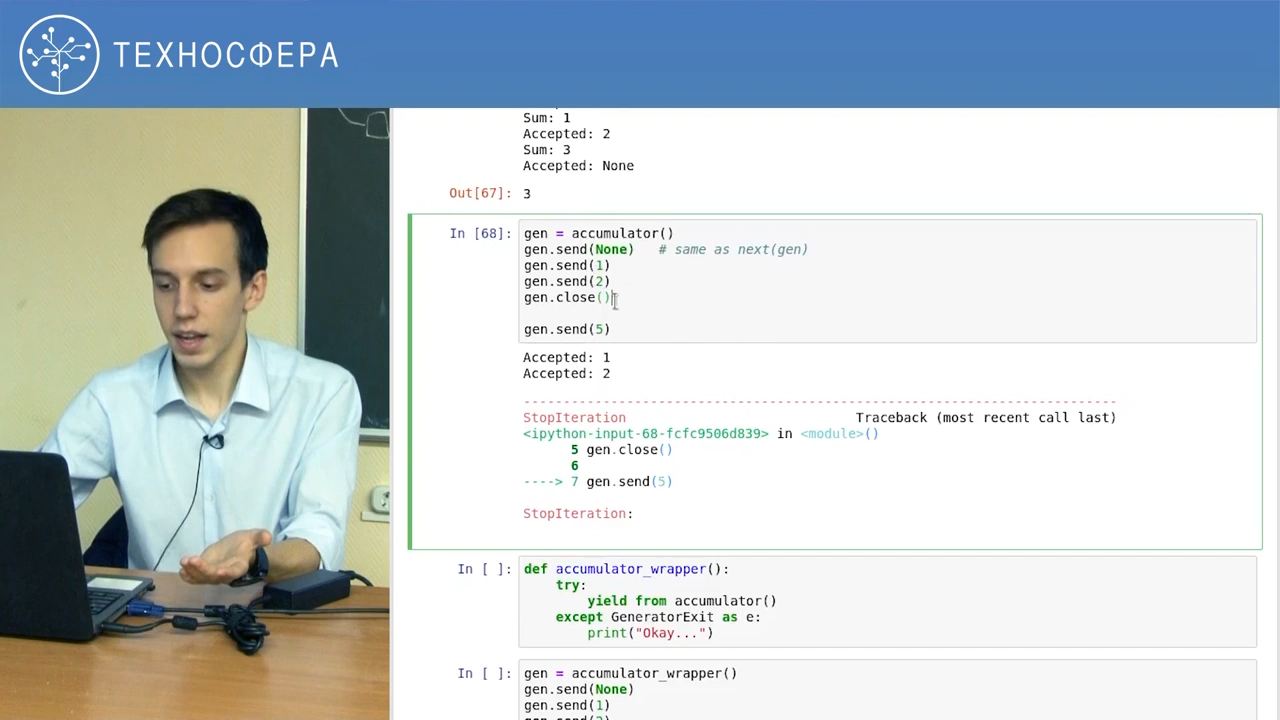 ТЕХНОСФЕРА
Sum: 1
Accepted: 2
Sum: 3
Accepted: None
Out[67]: 3
In [68]: gen = accumulator()
gen.send(None)   # same as next(gen)
gen.send(1)
gen.send(2)
gen.close()
gen.send(5)
Accepted: 1
Accepted: 2
---------------------------------------------------------------------------
StopIteration                             Traceback (most recent call last)
<ipython-input-68-fcfc9506d839> in <module>()
      5 gen.close()
      6
----> 7 gen.send(5)
StopIteration:
In [ ]: def accumulator_wrapper():
    try:
        yield from accumulator()
    except GeneratorExit as e:
        print("Okay...")
In [ ]: gen = accumulator_wrapper()
gen.send(None)
gen.send(1)